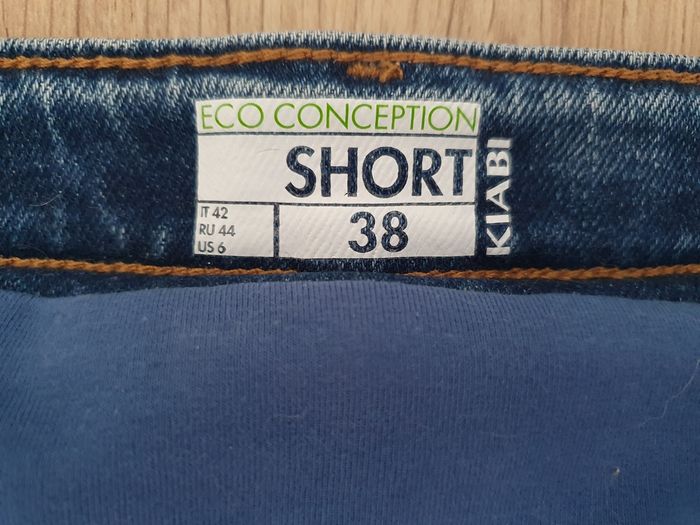 ECO CONCEPTION
SHORT
IT 42
RU 44
US 6
38
KIABI